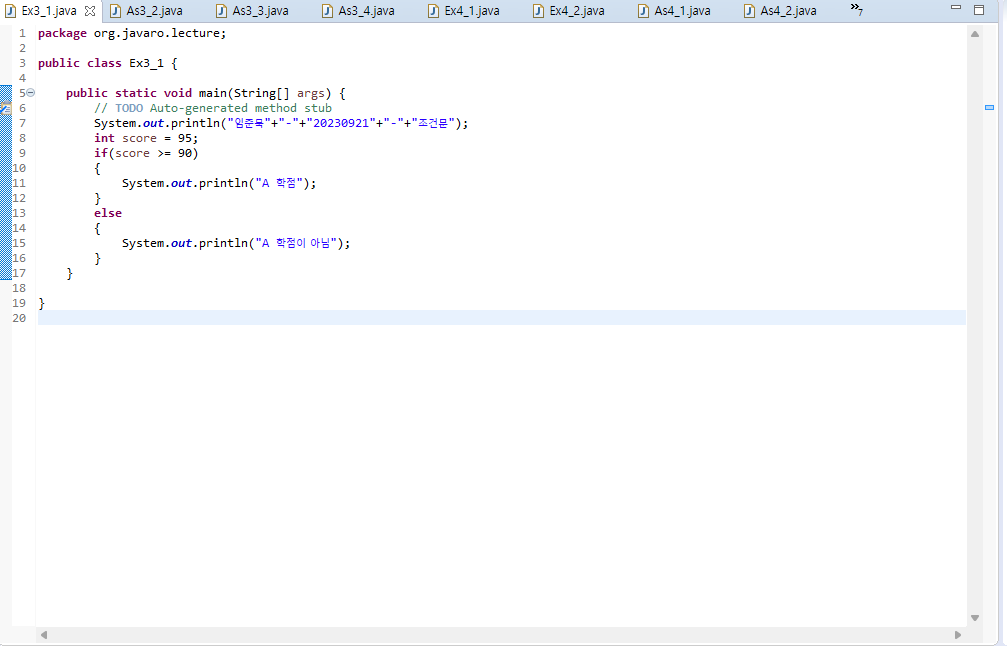 Ex3_1.java As3_2.java As3_3.java As3_4.java Ex4_1.java Ex4_2.java As4_1.java As4_2.java »7
1 package org.javaro.lecture;
2
3 public class Ex3_1 {
4
5 public static void main(String[] args) {
6 // TODO Auto-generated method stub
7 System.out.println("임준묵"+"-"+"20230921"+"-"+"조건문");
8 int score = 95;
9 if(score >= 90)
10 {
11 System.out.println("A 학점");
12 }
13 else
14 {
15 System.out.println("A 학점이 아님");
16 }
17 }
18
19 }
20